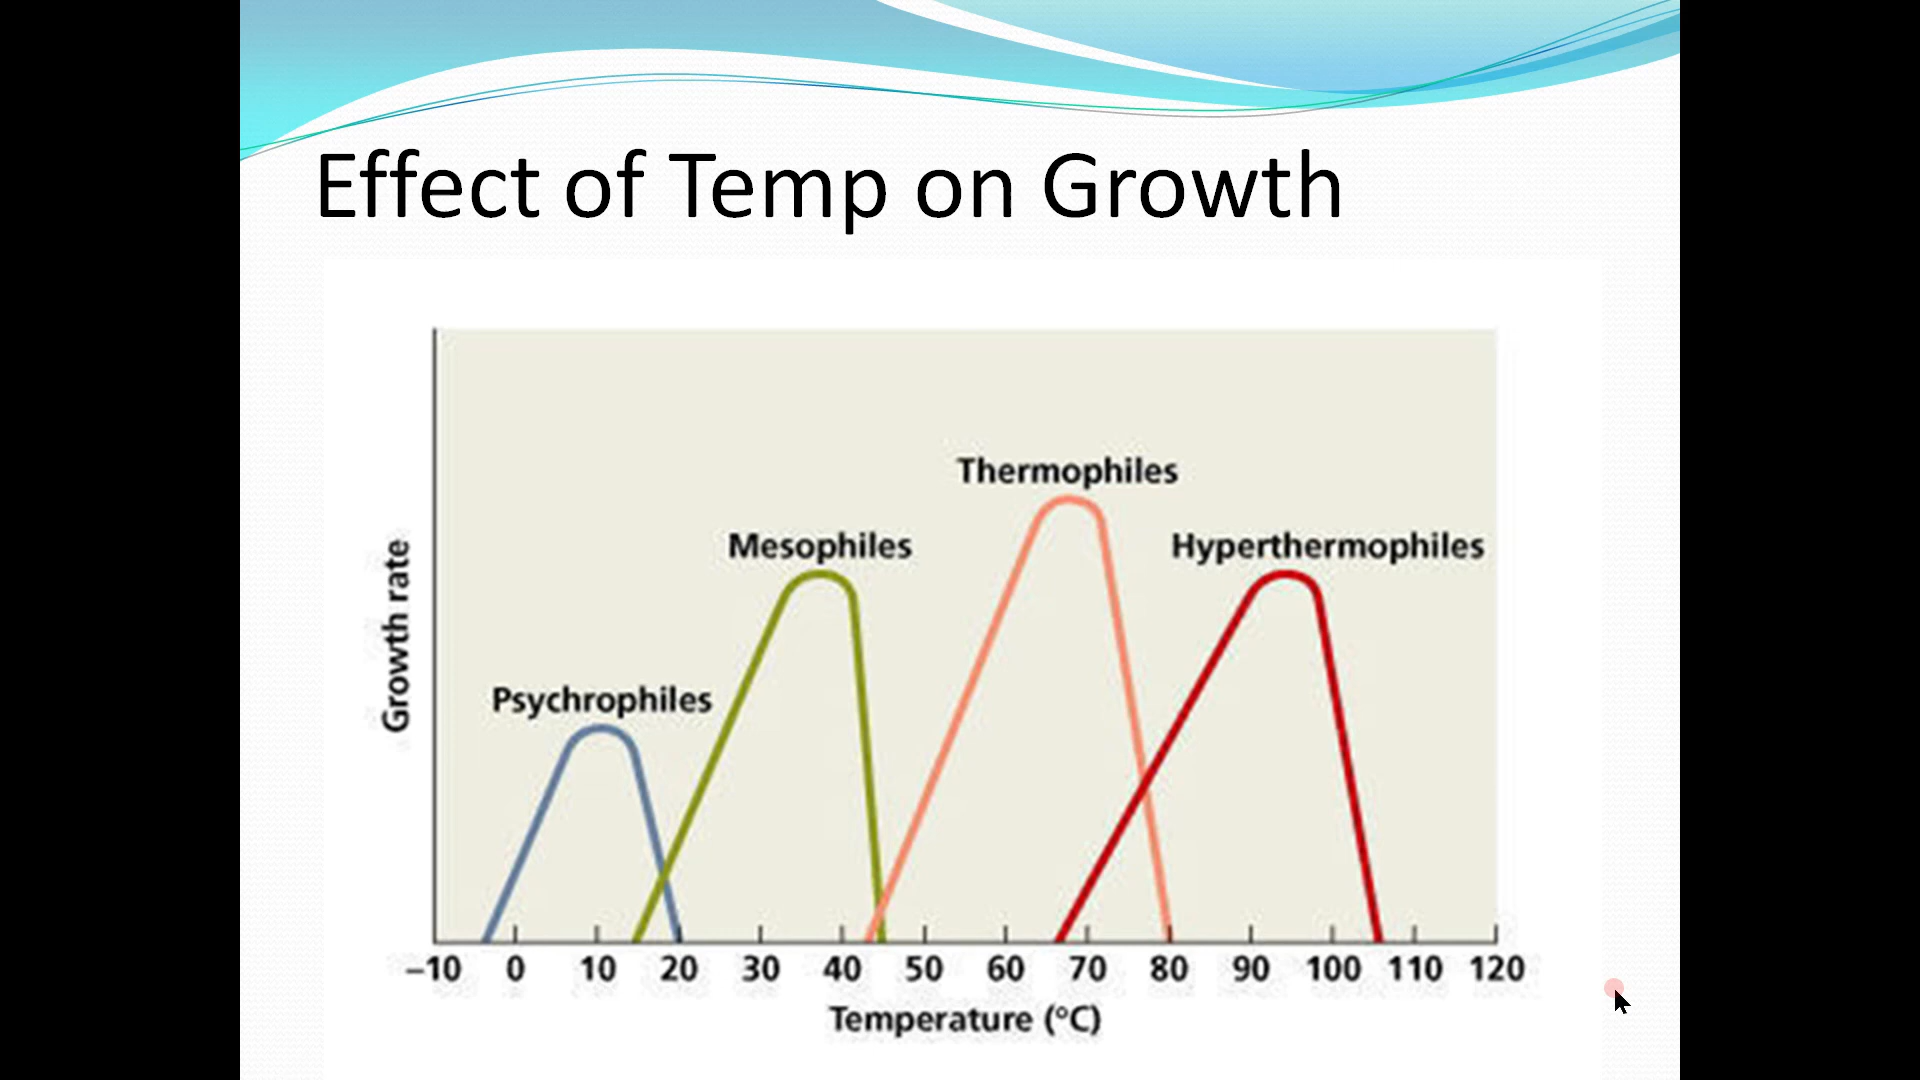 Effect of Temp on Growth
Thermophiles
Mesophiles
Hyperthermophiles
Psychrophiles
Growth rate
–10 0 10 20 30 40 50 60 70 80 90 100 110 120
Temperature (°C)